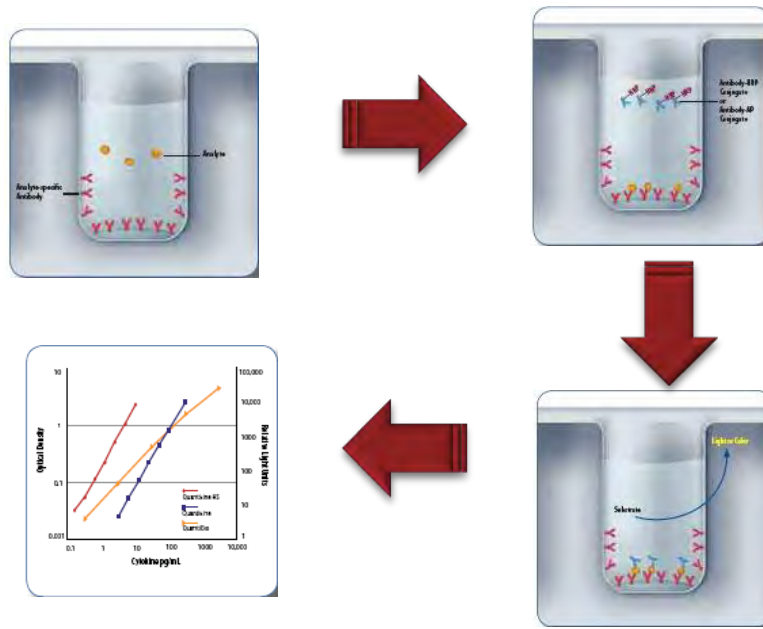 Analyte
Analyte-specific
Antibody
Antibody-HRP
Conjugate
or
Antibody-AP
Conjugate
Substrate
Light or Color
10
1
0.1
0.001
Optical Density
100,000
10,000
1000
500
100
10
1
Relative Light Units
Quantikine HS
Quantikine
QuantiGlo
0.1
1
10
100
1000
10,000
Cytokine pg/mL